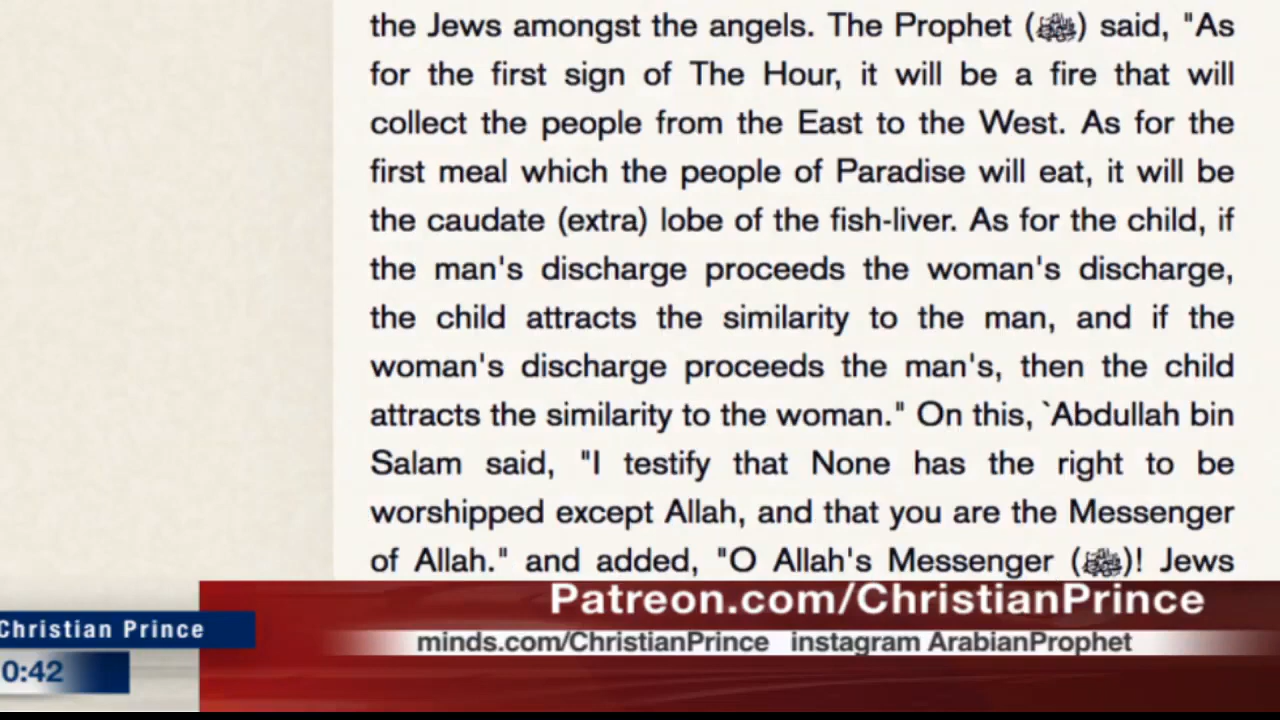 the Jews amongst the angels. The Prophet (ﷺ) said, "As
for the first sign of The Hour, it will be a fire that will
collect the people from the East to the West. As for the
first meal which the people of Paradise will eat, it will be
the caudate (extra) lobe of the fish-liver. As for the child, if
the man's discharge proceeds the woman's discharge,
the child attracts the similarity to the man, and if the
woman's discharge proceeds the man's, then the child
attracts the similarity to the woman." On this, `Abdullah bin
Salam said, "I testify that None has the right to be
worshipped except Allah, and that you are the Messenger
of Allah." and added, "O Allah's Messenger (ﷺ)! Jews
Patreon.com/ChristianPrince
Christian Prince
minds.com/ChristianPrince instagram ArabianProphet
0:42